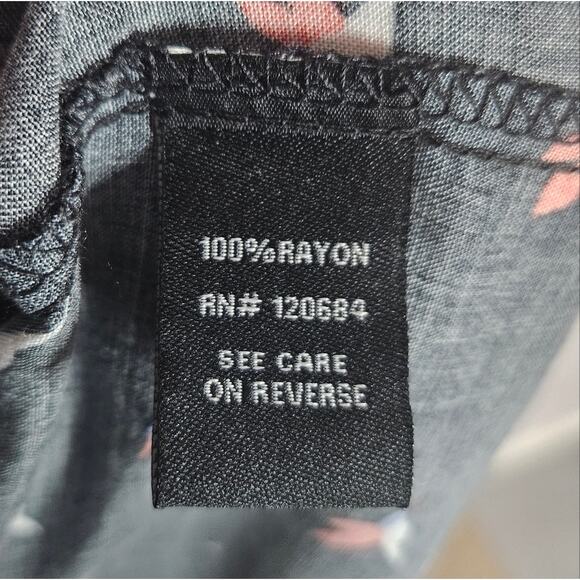 100%RAYON
RN# 120684
SEE CARE
ON REVERSE